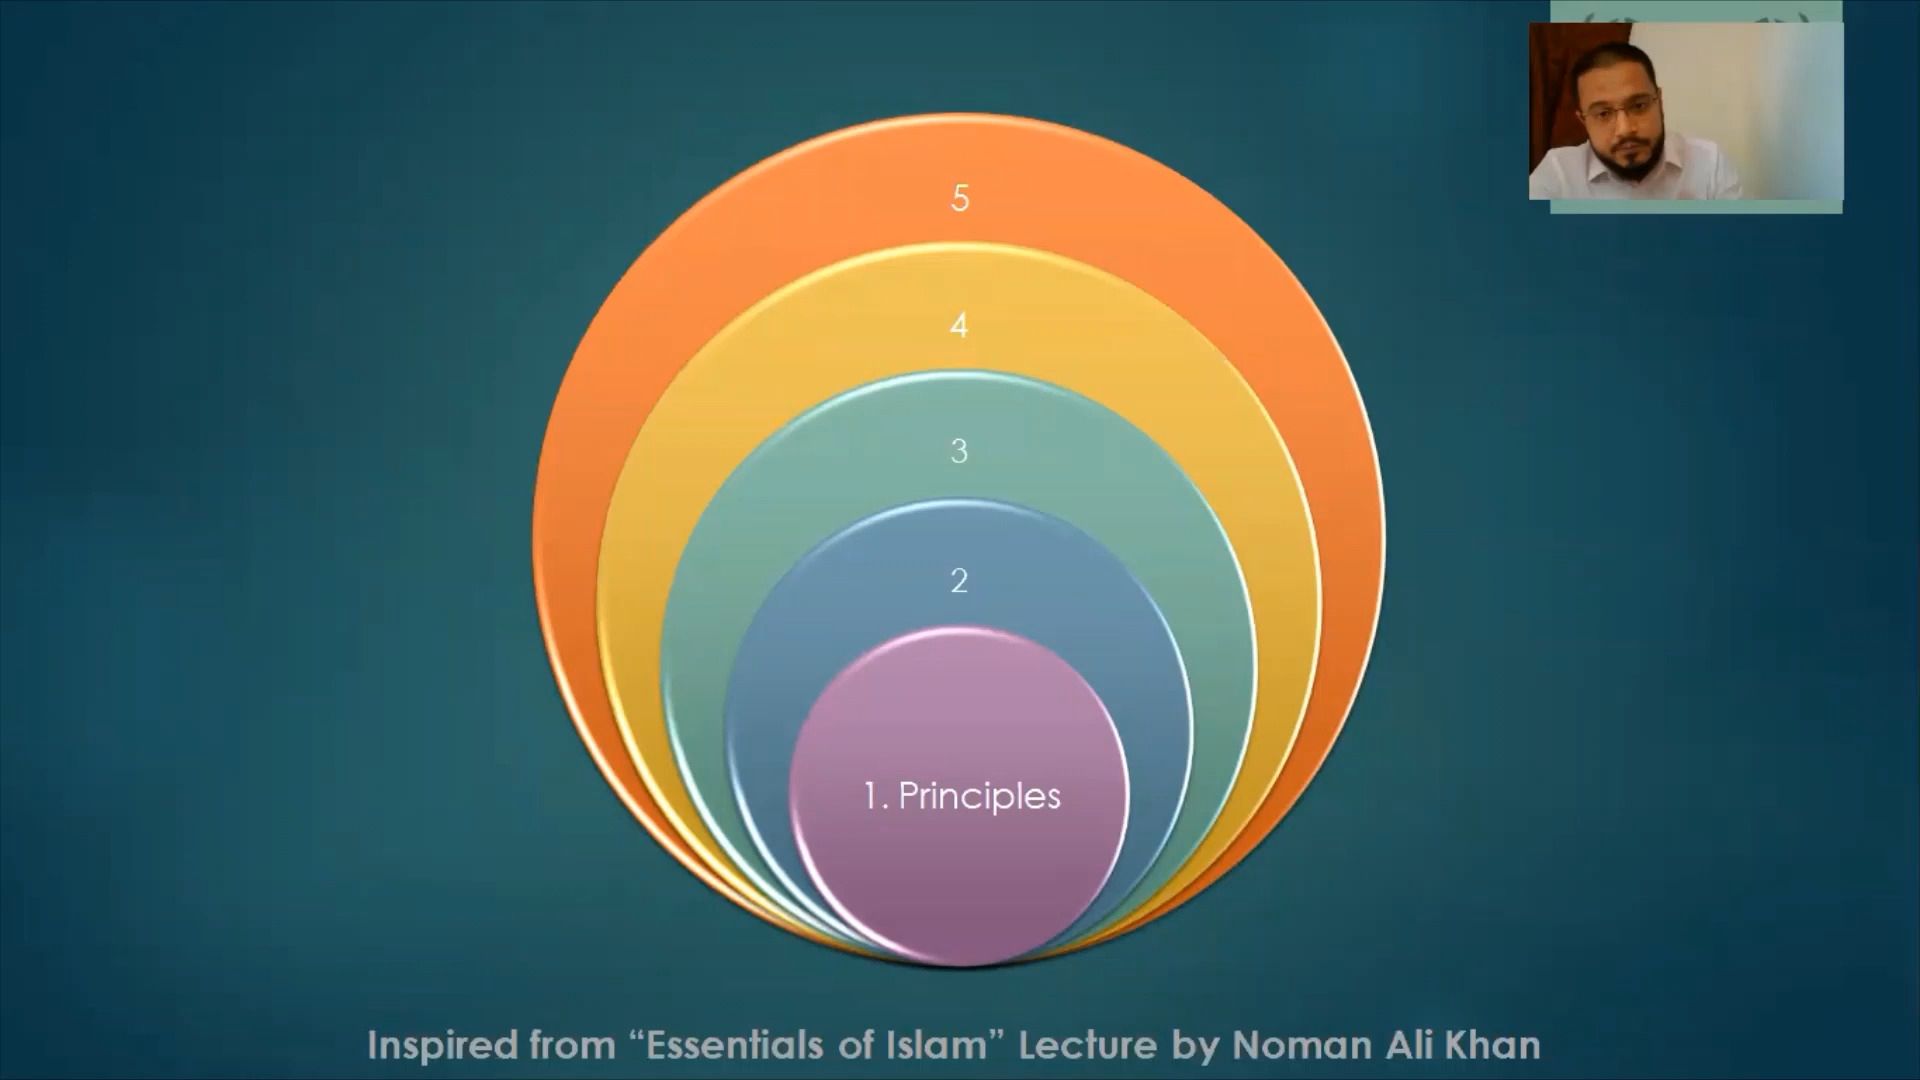 5
4
3
2
1. Principles
Inspired from “Essentials of Islam” Lecture by Noman Ali Khan